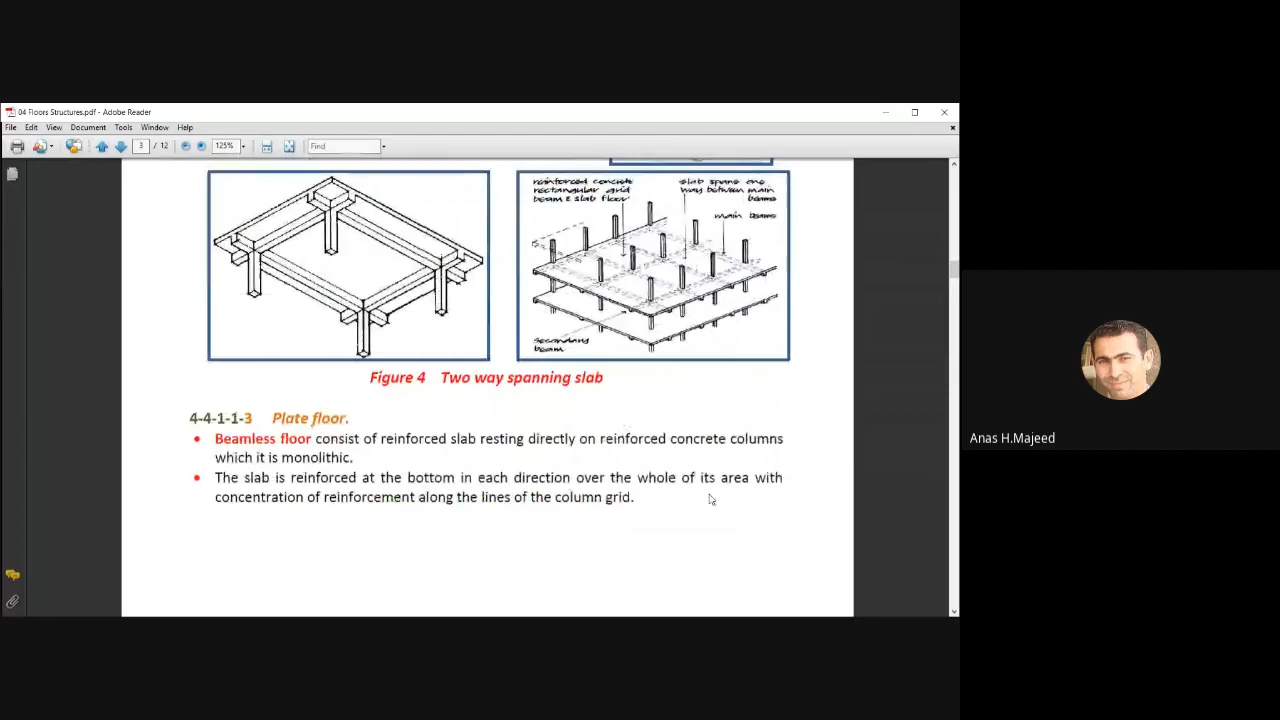 04 Floors Structures.pdf - Adobe Reader
File Edit View Document Tools Window Help
3 / 12 125% Find
reinforced concrete
rectangular grid
beam & slab floor
slab spans one
way between main
beams
main beams
secondary
beam
Figure 4 Two way spanning slab
4-4-1-1-3 Plate floor.
• Beamless floor consist of reinforced slab resting directly on reinforced concrete columns
which it is monolithic.
• The slab is reinforced at the bottom in each direction over the whole of its area with
concentration of reinforcement along the lines of the column grid.
Anas H.Majeed